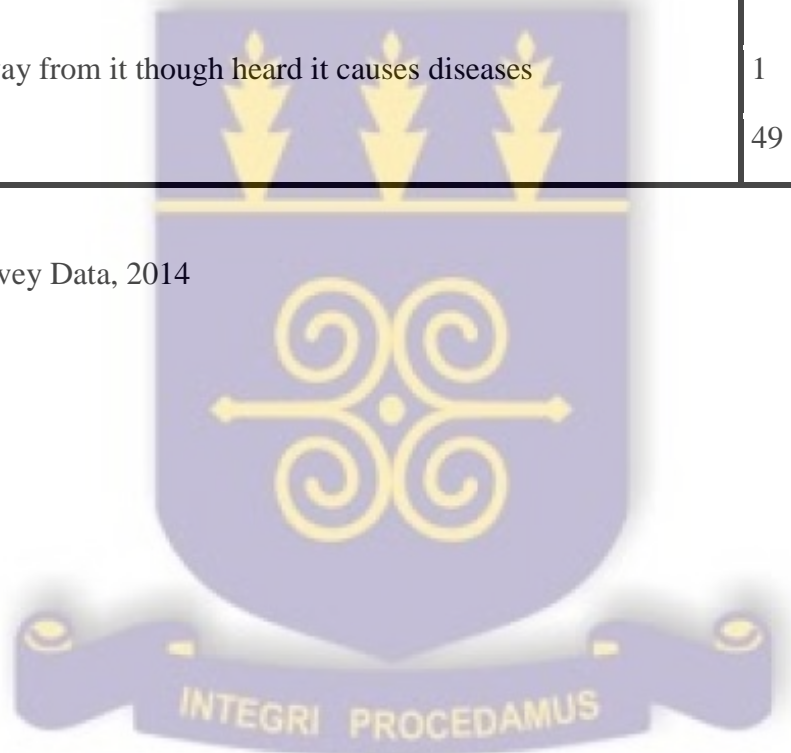 ay from it though heard it causes diseases 1
49
vey Data, 2014
INTEGRI PROCEDAMUS